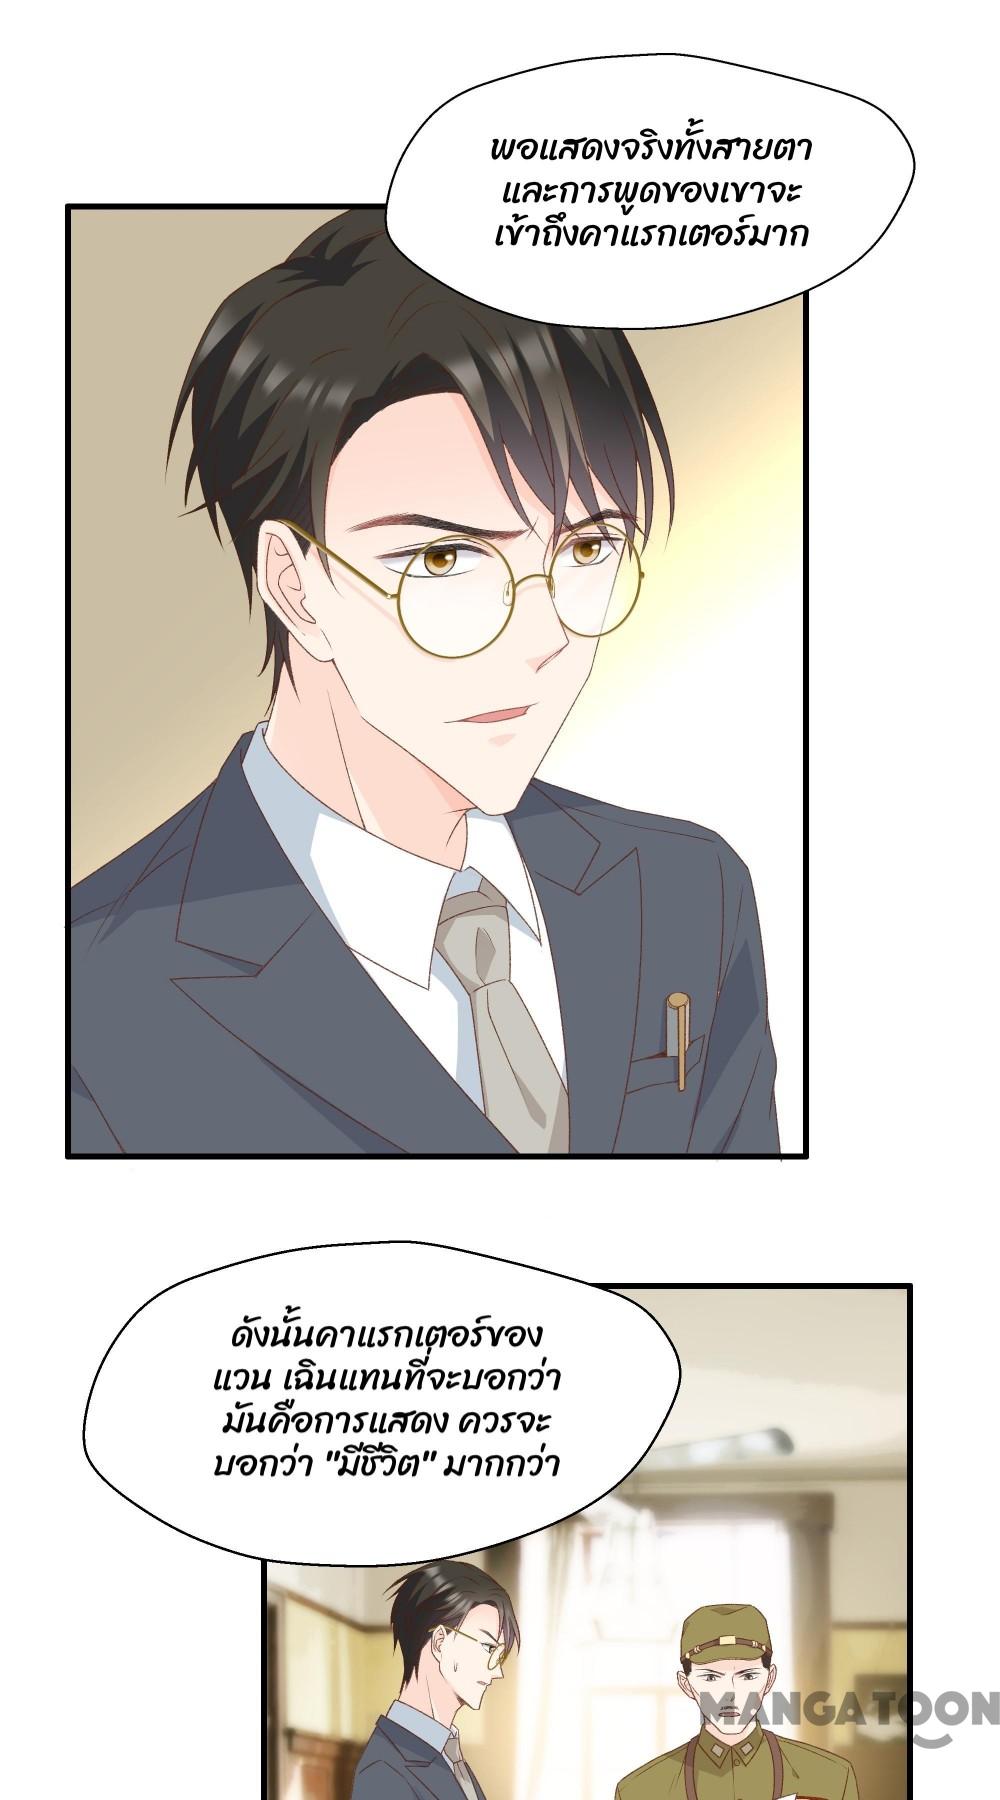 พอแสดงจริงทั้งสายตา
และการพูดของเขาจะ
เข้าถึงคาแรกเตอร์มาก
ดังนั้นคาแรกเตอร์ของ
แวน เฉินแทนที่จะบอกว่า
มันคือการแสดง ควรจะ
บอกว่า "มีชีวิต" มากกว่า
MANGATOON